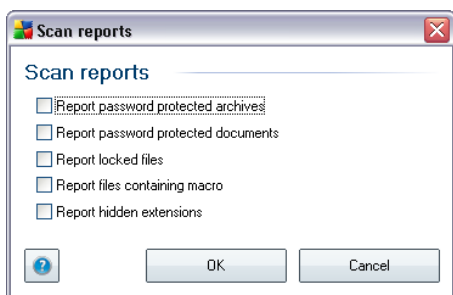 Scan reports
Scan reports
Report password protected archives
Report password protected documents
Report locked files
Report files containing macro
Report hidden extensions
?
OK
Cancel